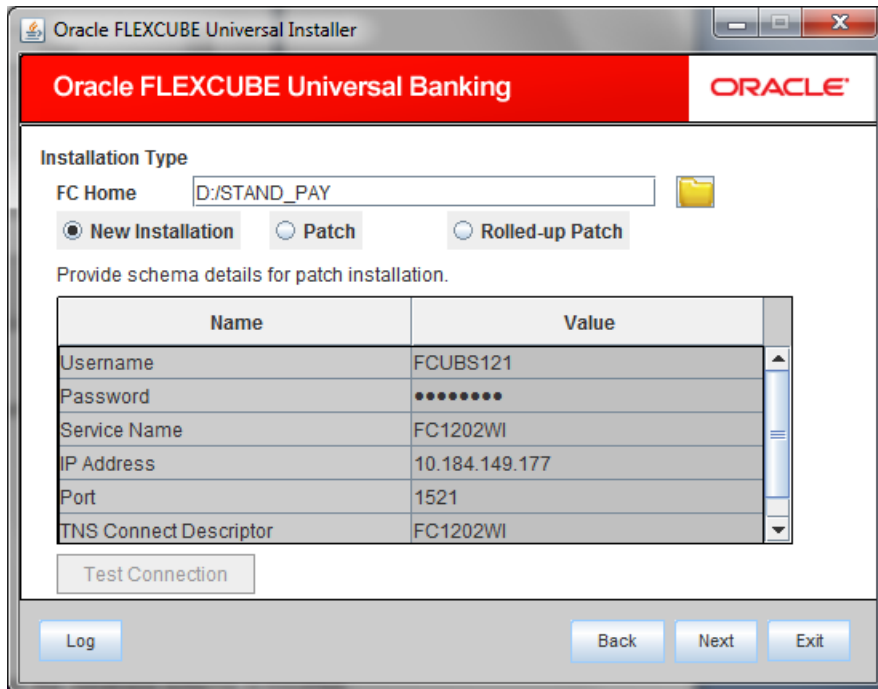 Oracle FLEXCUBE Universal Installer
Oracle FLEXCUBE Universal Banking ORACLE
Installation Type
FC Home D:/STAND_PAY
New Installation Patch Rolled-up Patch
Provide schema details for patch installation.
Name Value
Username FCUBS121
Password ●●●●●●●●
Service Name FC1202WI
IP Address 10.184.149.177
Port 1521
TNS Connect Descriptor FC1202WI
Test Connection
Log Back Next Exit